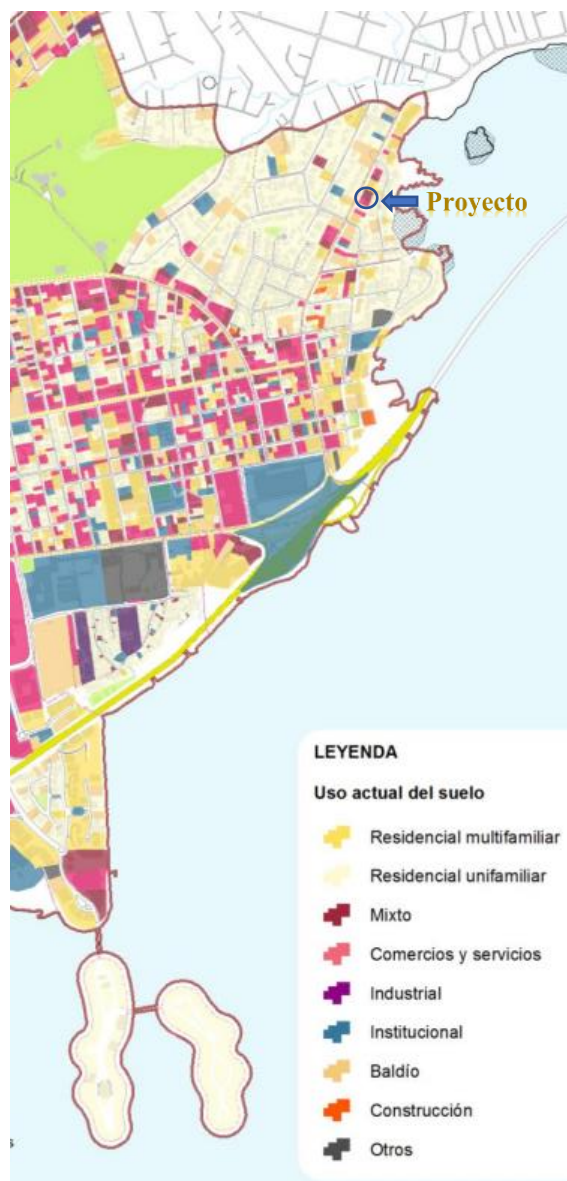 Proyecto
LEYENDA
Uso actual del suelo
Residencial multifamiliar
Residencial unifamiliar
Mixto
Comercios y servicios
Industrial
Institucional
Baldío
Construcción
Otros
s